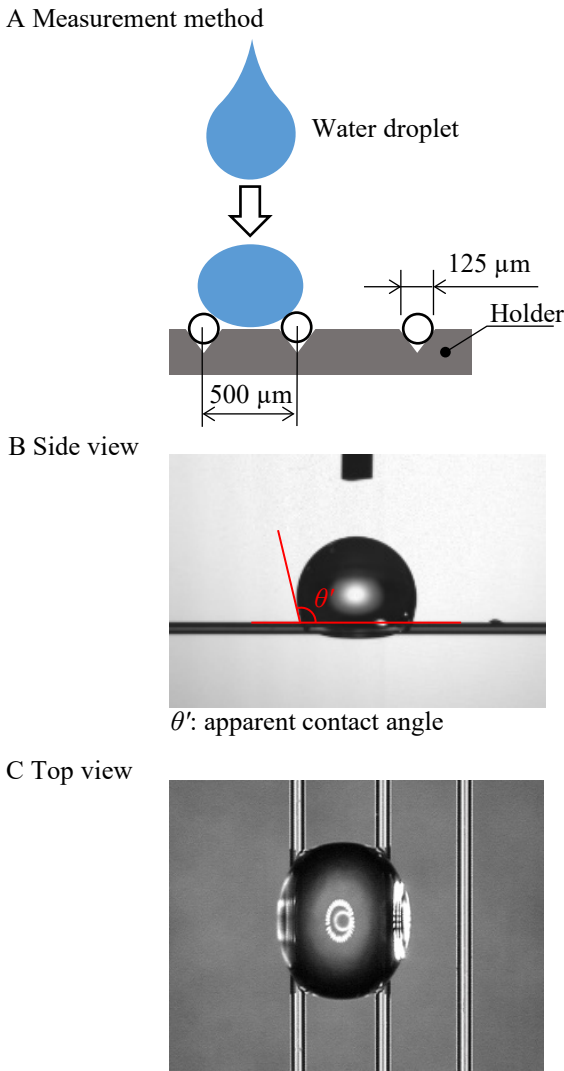 A Measurement method
Water droplet
125 µm
Holder
500 µm
B Side view
θ'
θ': apparent contact angle
C Top view